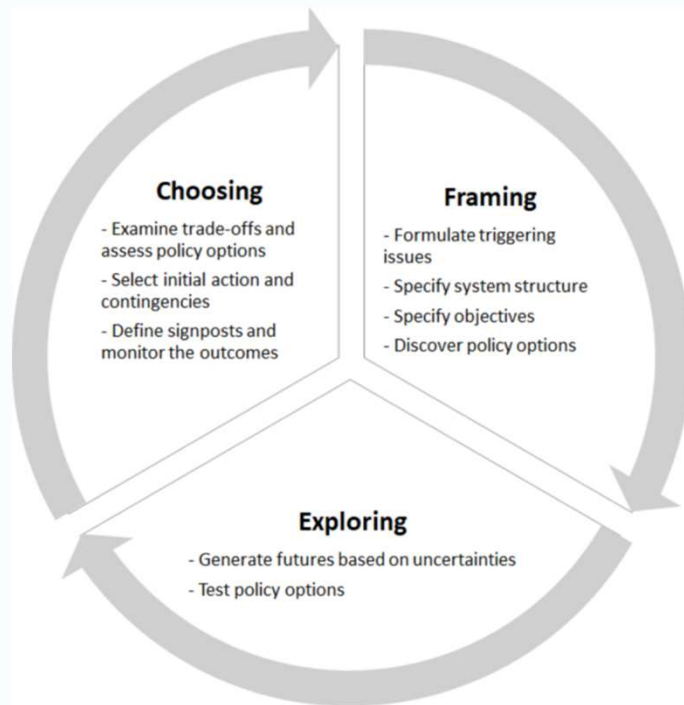 Choosing
- Examine trade-offs and
assess policy options
- Select initial action and
contingencies
- Define signposts and
monitor the outcomes
Framing
- Formulate triggering
issues
- Specify system structure
- Specify objectives
- Discover policy options
Exploring
- Generate futures based on uncertainties
- Test policy options